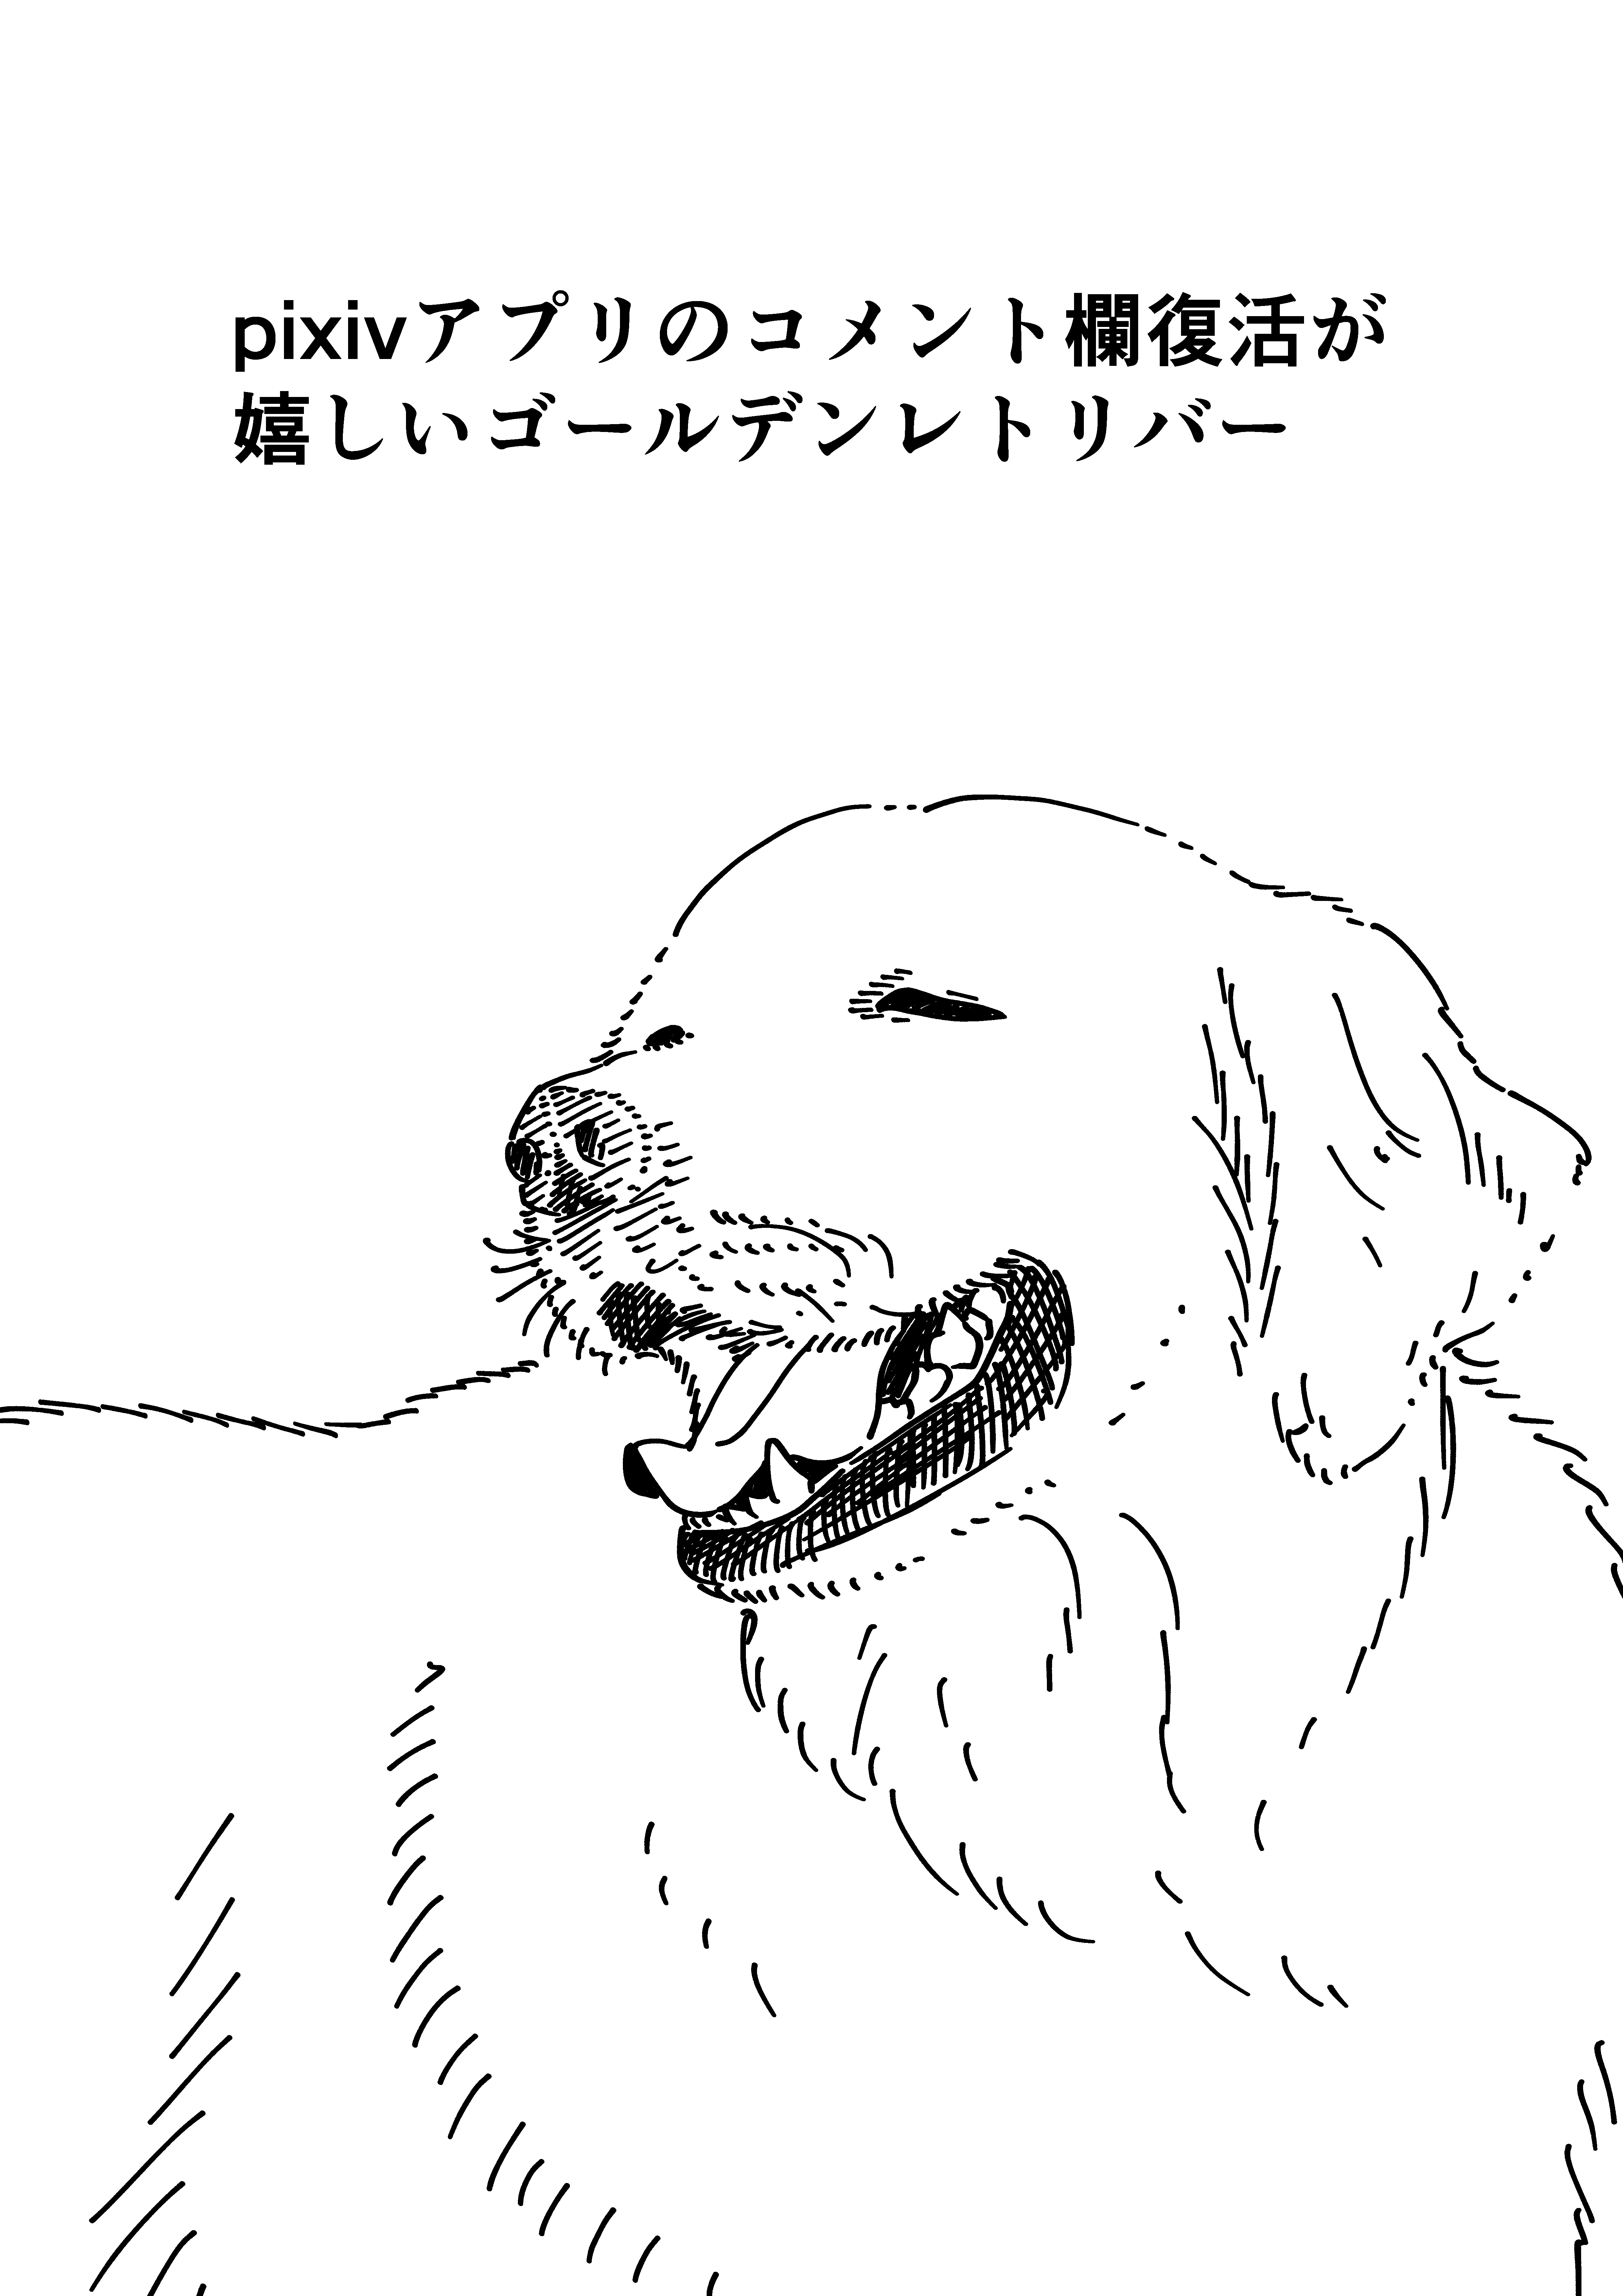 pixivアプリのコメント欄復活が
嬉しいゴールデンレトリバー